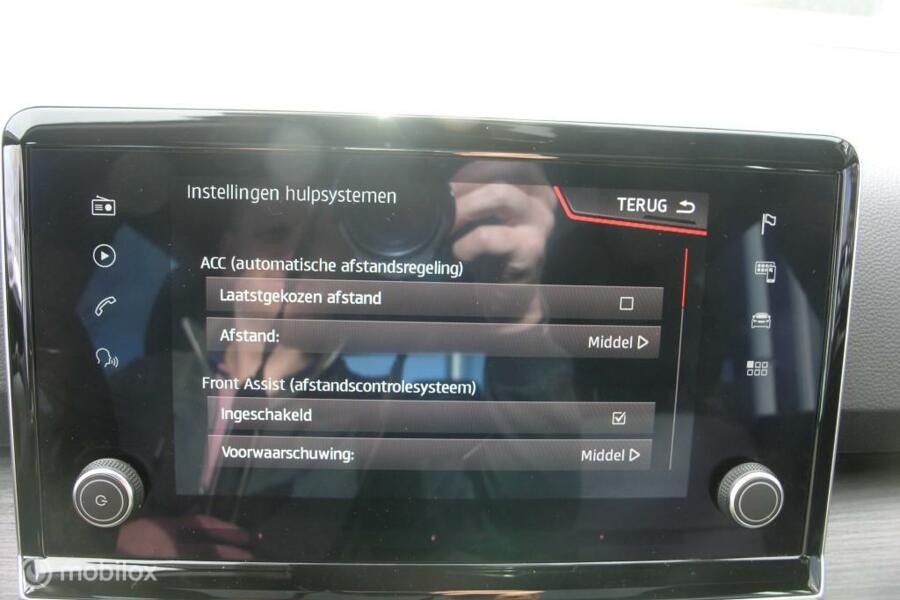 Instellingen hulpsystemen
TERUG
ACC (automatische afstandsregeling)
Laatstgekozen afstand
Afstand: Middel
Front Assist (afstandscontrolesysteem)
Ingeschakeld
Voorwaarschuwing: Middel
mobilox